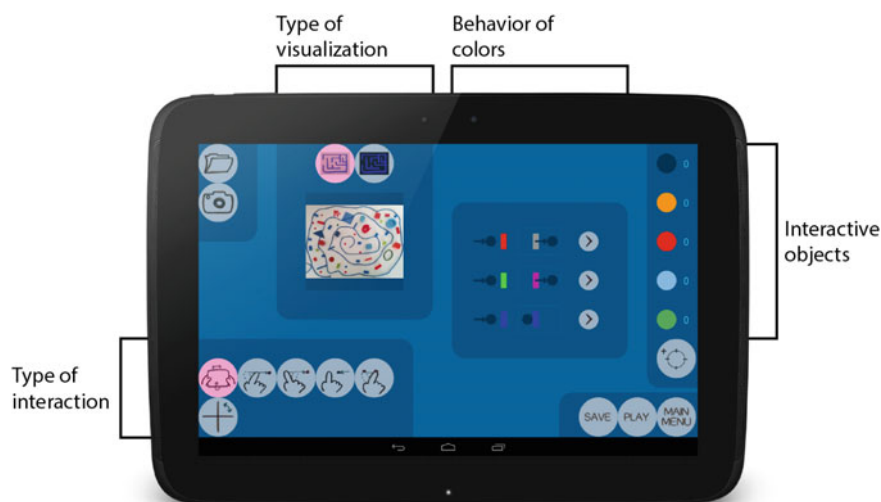 Type of
visualization
Behavior of
colors
0
0
0
0
0
Interactive
objects
Type of
interaction
SAVE
PLAY
MAIN
MENU